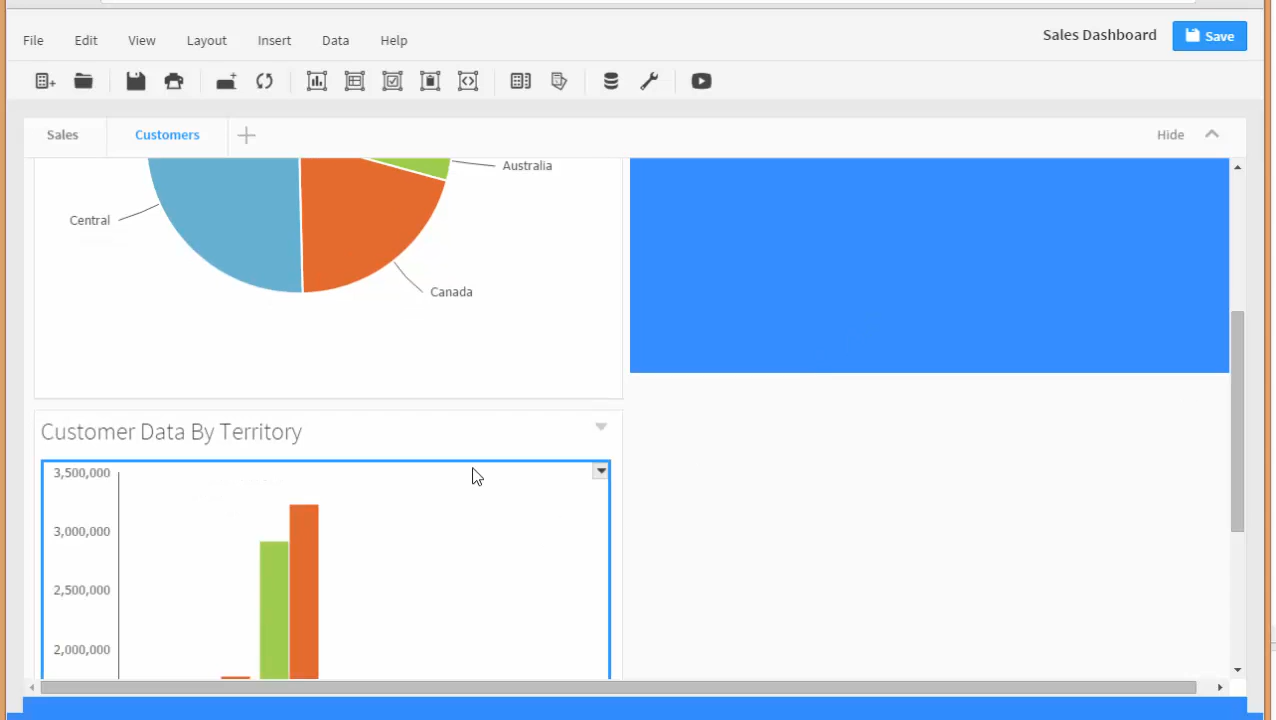 File Edit View Layout Insert Data Help
Sales Dashboard
Save
Sales
Customers
Hide
Australia
Central
Canada
Customer Data By Territory
3,500,000
3,000,000
2,500,000
2,000,000